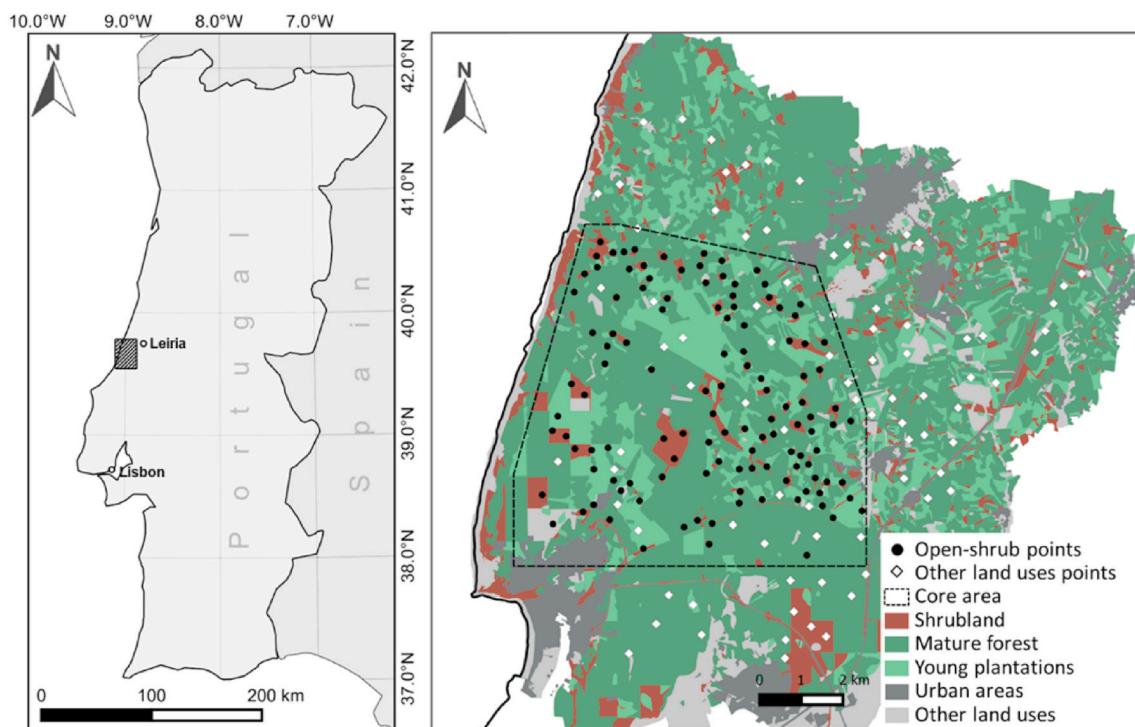 10.0°W 9.0°W 8.0°W 7.0°W
N
42.0°N
41.0°N
40.0°N
39.0°N
38.0°N
37.0°N
Leiria
Lisbon
Portugal
Spain
0 100 200 km
N
Open-shrub points
Other land uses points
Core area
Shrubland
Mature forest
Young plantations
Urban areas
Other land uses
0 1 2 km